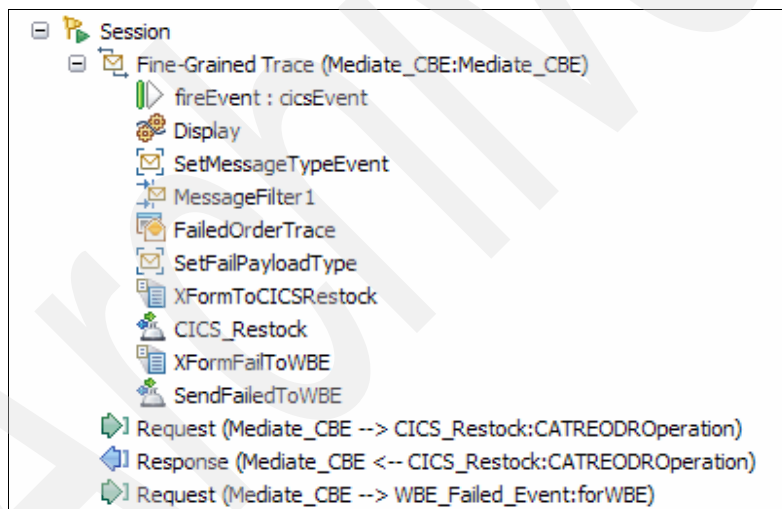 Session
Fine-Grained Trace (Mediate_CBE:Mediate_CBE)
fireEvent : cicsEvent
Display
SetMessageTypeEvent
MessageFilter1
FailedOrderTrace
SetFailPayloadType
XFormToCICSRestock
CICS_Restock
XFormFailToWBE
SendFailedToWBE
Request (Mediate_CBE --> CICS_Restock:CATREODROperation)
Response (Mediate_CBE <-- CICS_Restock:CATREODROperation)
Request (Mediate_CBE --> WBE_Failed_Event:forWBE)